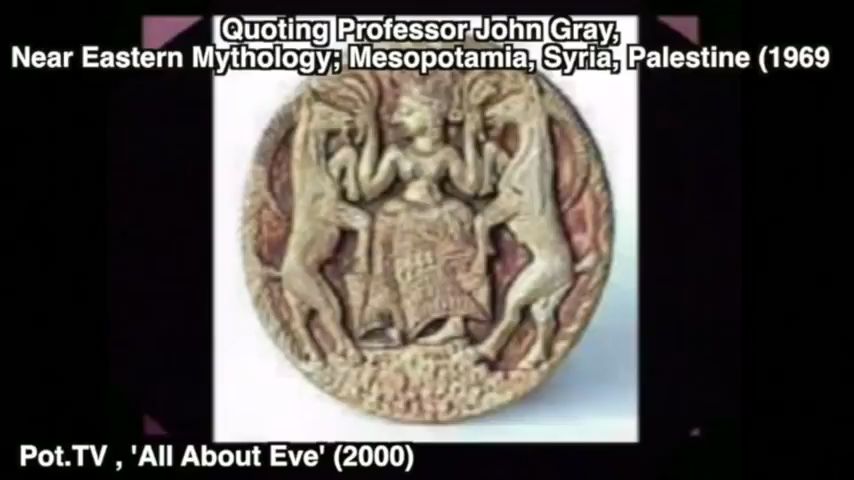 Quoting Professor John Gray,
Near Eastern Mythology; Mesopotamia, Syria, Palestine (1969
Pot.TV , 'All About Eve' (2000)